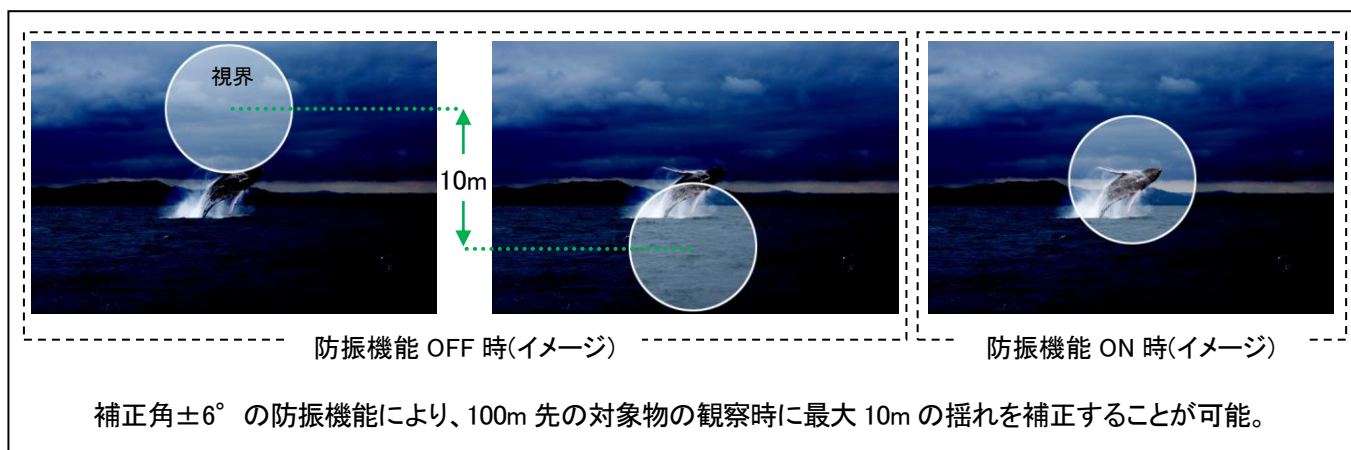 視界
10m
防振機能 OFF 時(イメージ)
防振機能 ON 時(イメージ)
補正角±6°の防振機能により、100m 先の対象物の観察時に最大 10m の揺れを補正することが可能。